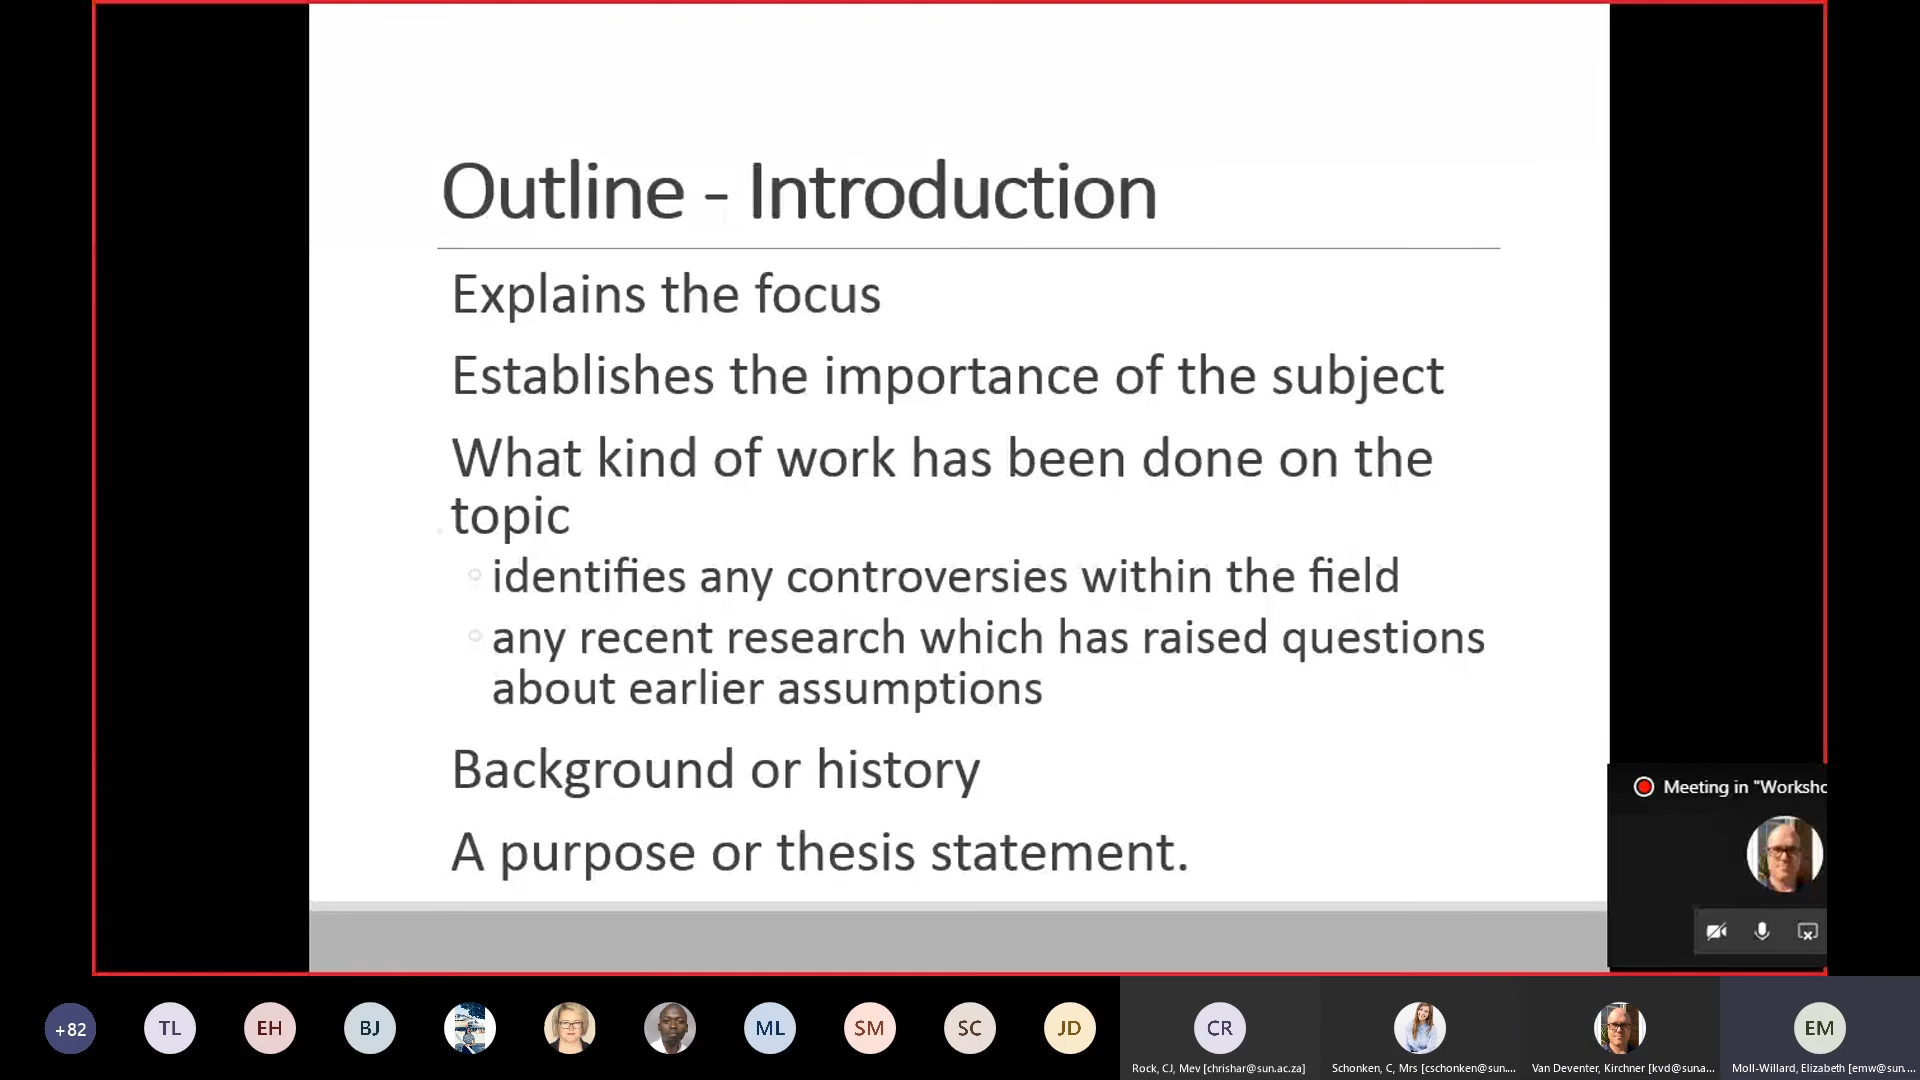 Outline - Introduction
Explains the focus
Establishes the importance of the subject
What kind of work has been done on the
topic
identifies any controversies within the field
any recent research which has raised questions
about earlier assumptions
Background or history
A purpose or thesis statement.
Meeting in "Worksho
+82
TL
EH
BJ
ML
SM
SC
JD
CR
EM
Rock, CJ, Mev [chrishar@sun.ac.za]
Schonken, C, Mrs [cschonken@sun....
Van Deventer, Kirchner [kvd@suna...
Moll-Willard, Elizabeth [emw@sun....